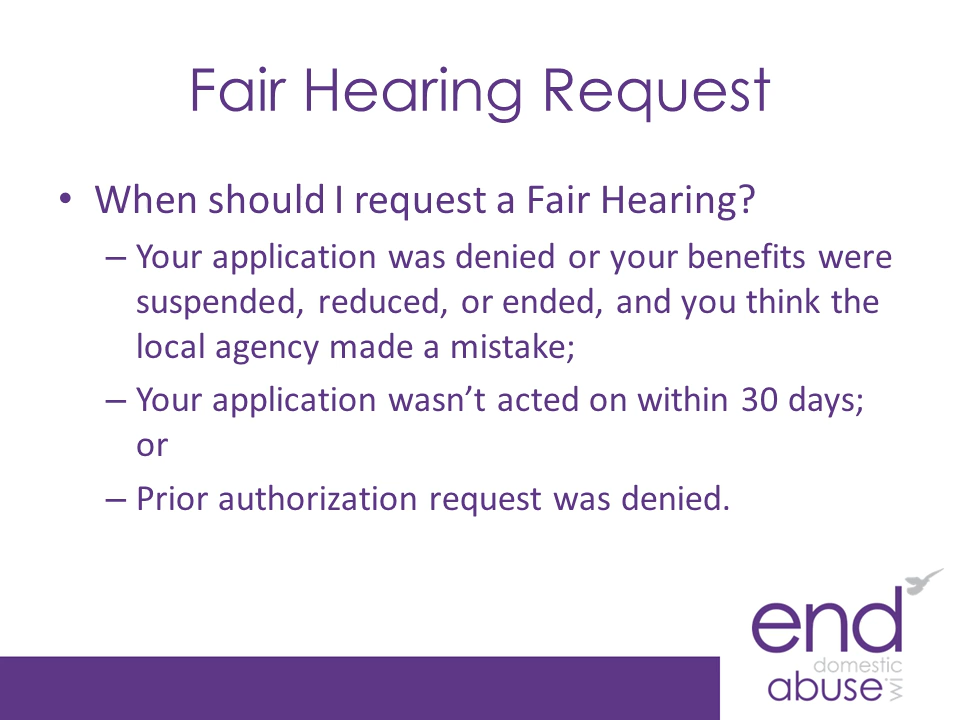 Fair Hearing Request
• When should I request a Fair Hearing?
– Your application was denied or your benefits were
suspended, reduced, or ended, and you think the
local agency made a mistake;
– Your application wasn’t acted on within 30 days;
or
– Prior authorization request was denied.
end
domestic
abuse
wi